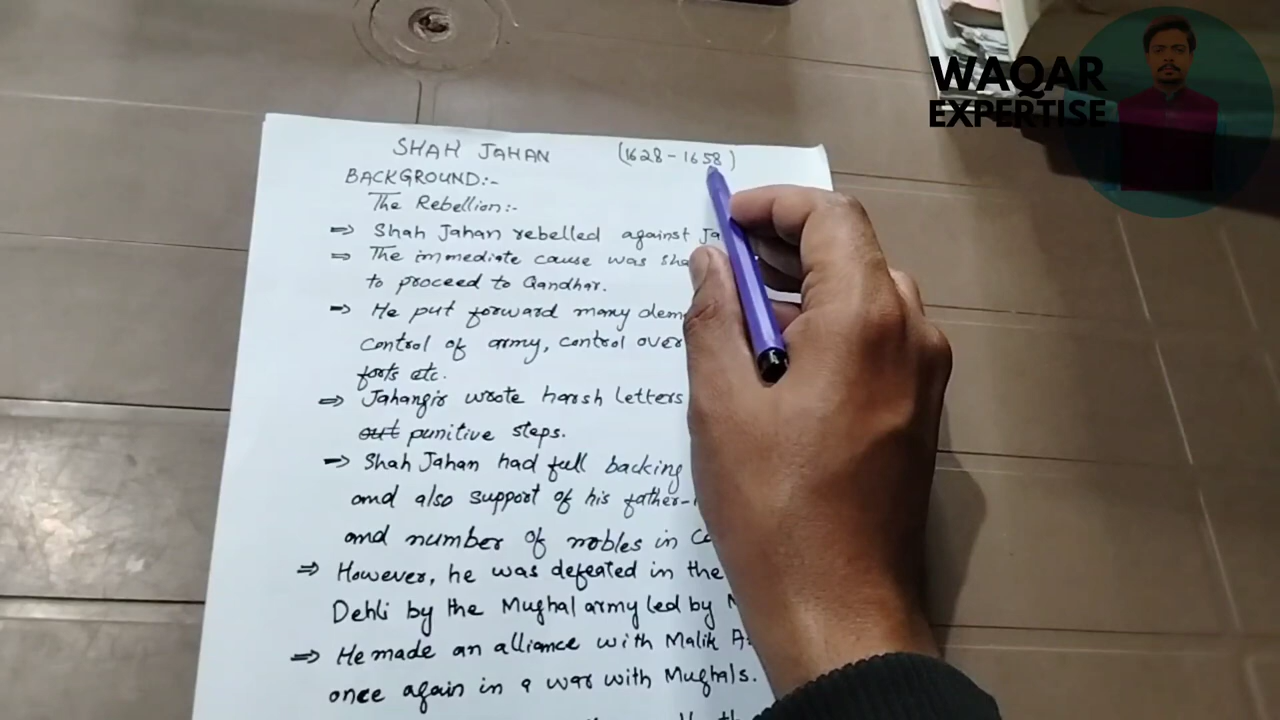 WAQAR
EXPERTISE
SHAH JAHAN (1628-1658)
BACKGROUND:-
The Rebellion:-
⇒ Shah Jahan rebelled against
⇒ The immediate cause was
to proceed to Qandhar.
→ He put forward many
control of army, control over
forts etc.
⇒ Jahangir wrote harsh letters
out punitive steps.
→ Shah Jahan had full backing
and also support of his father-
and number of nobles in
⇒ However, he was defeated in the
Dehli by the Mughal army led by
⇒ He made an alliance with Malik
once again in a war with Mughals.